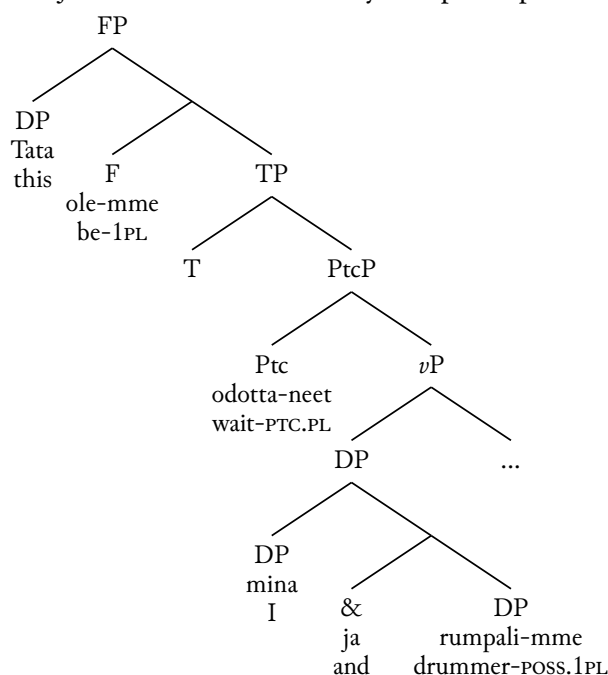 FP
DP
Tata
this
F
ole-mme
be-1PL
TP
T
PtcP
Ptc
odotta-neet
wait-PTC.PL
vP
DP
...
DP
mina
I
&
ja
and
DP
rumpali-mme
drummer-POSS.1PL